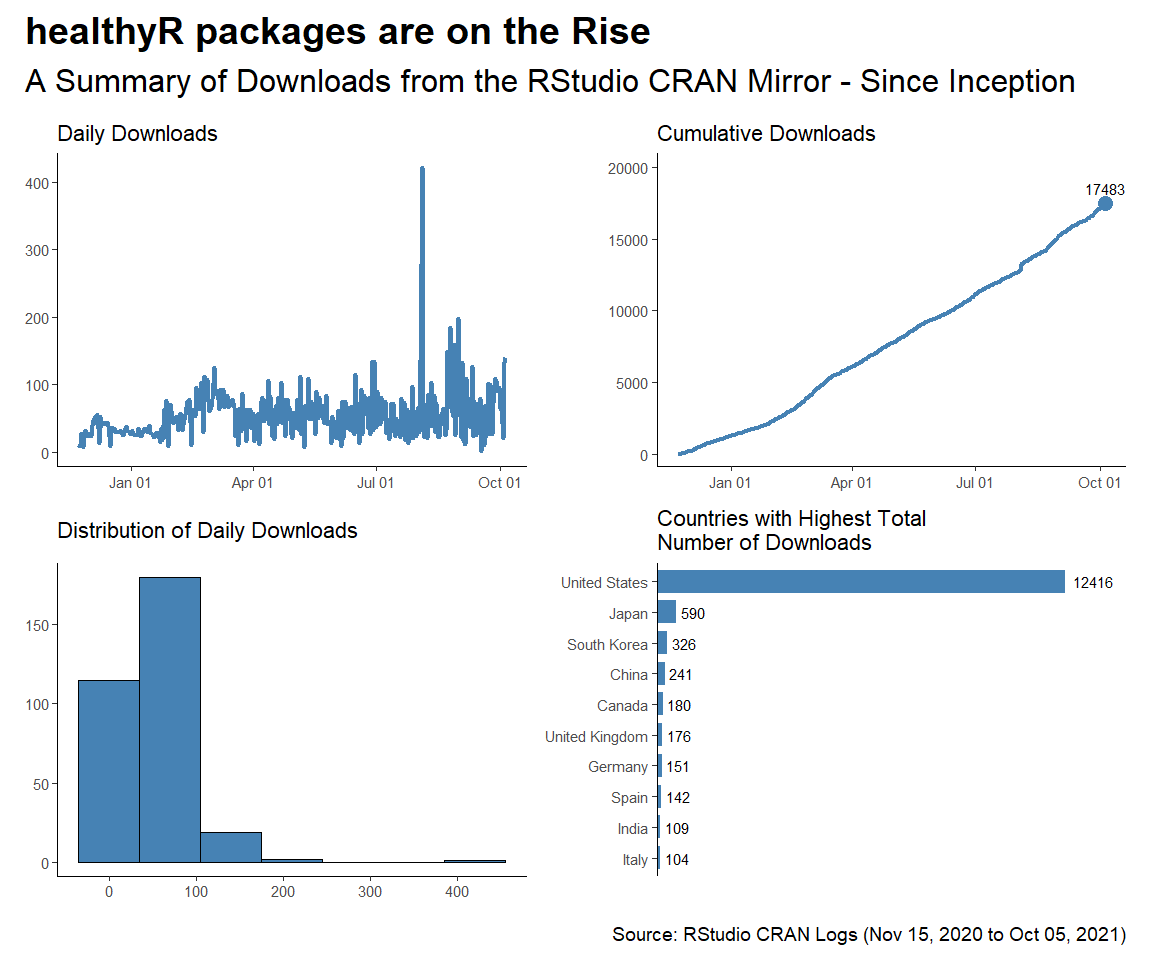 healthyR packages are on the Rise
A Summary of Downloads from the RStudio CRAN Mirror - Since Inception
Daily Downloads
400
300
200
100
0
Jan 01 Apr 01 Jul 01 Oct 01
Cumulative Downloads
20000
15000
10000
5000
0
17483
Jan 01 Apr 01 Jul 01 Oct 01
Distribution of Daily Downloads
150
100
50
0
0 100 200 300 400
Countries with Highest Total
Number of Downloads
United States 12416
Japan 590
South Korea 326
China 241
Canada 180
United Kingdom 176
Germany 151
Spain 142
India 109
Italy 104
Source: RStudio CRAN Logs (Nov 15, 2020 to Oct 05, 2021)